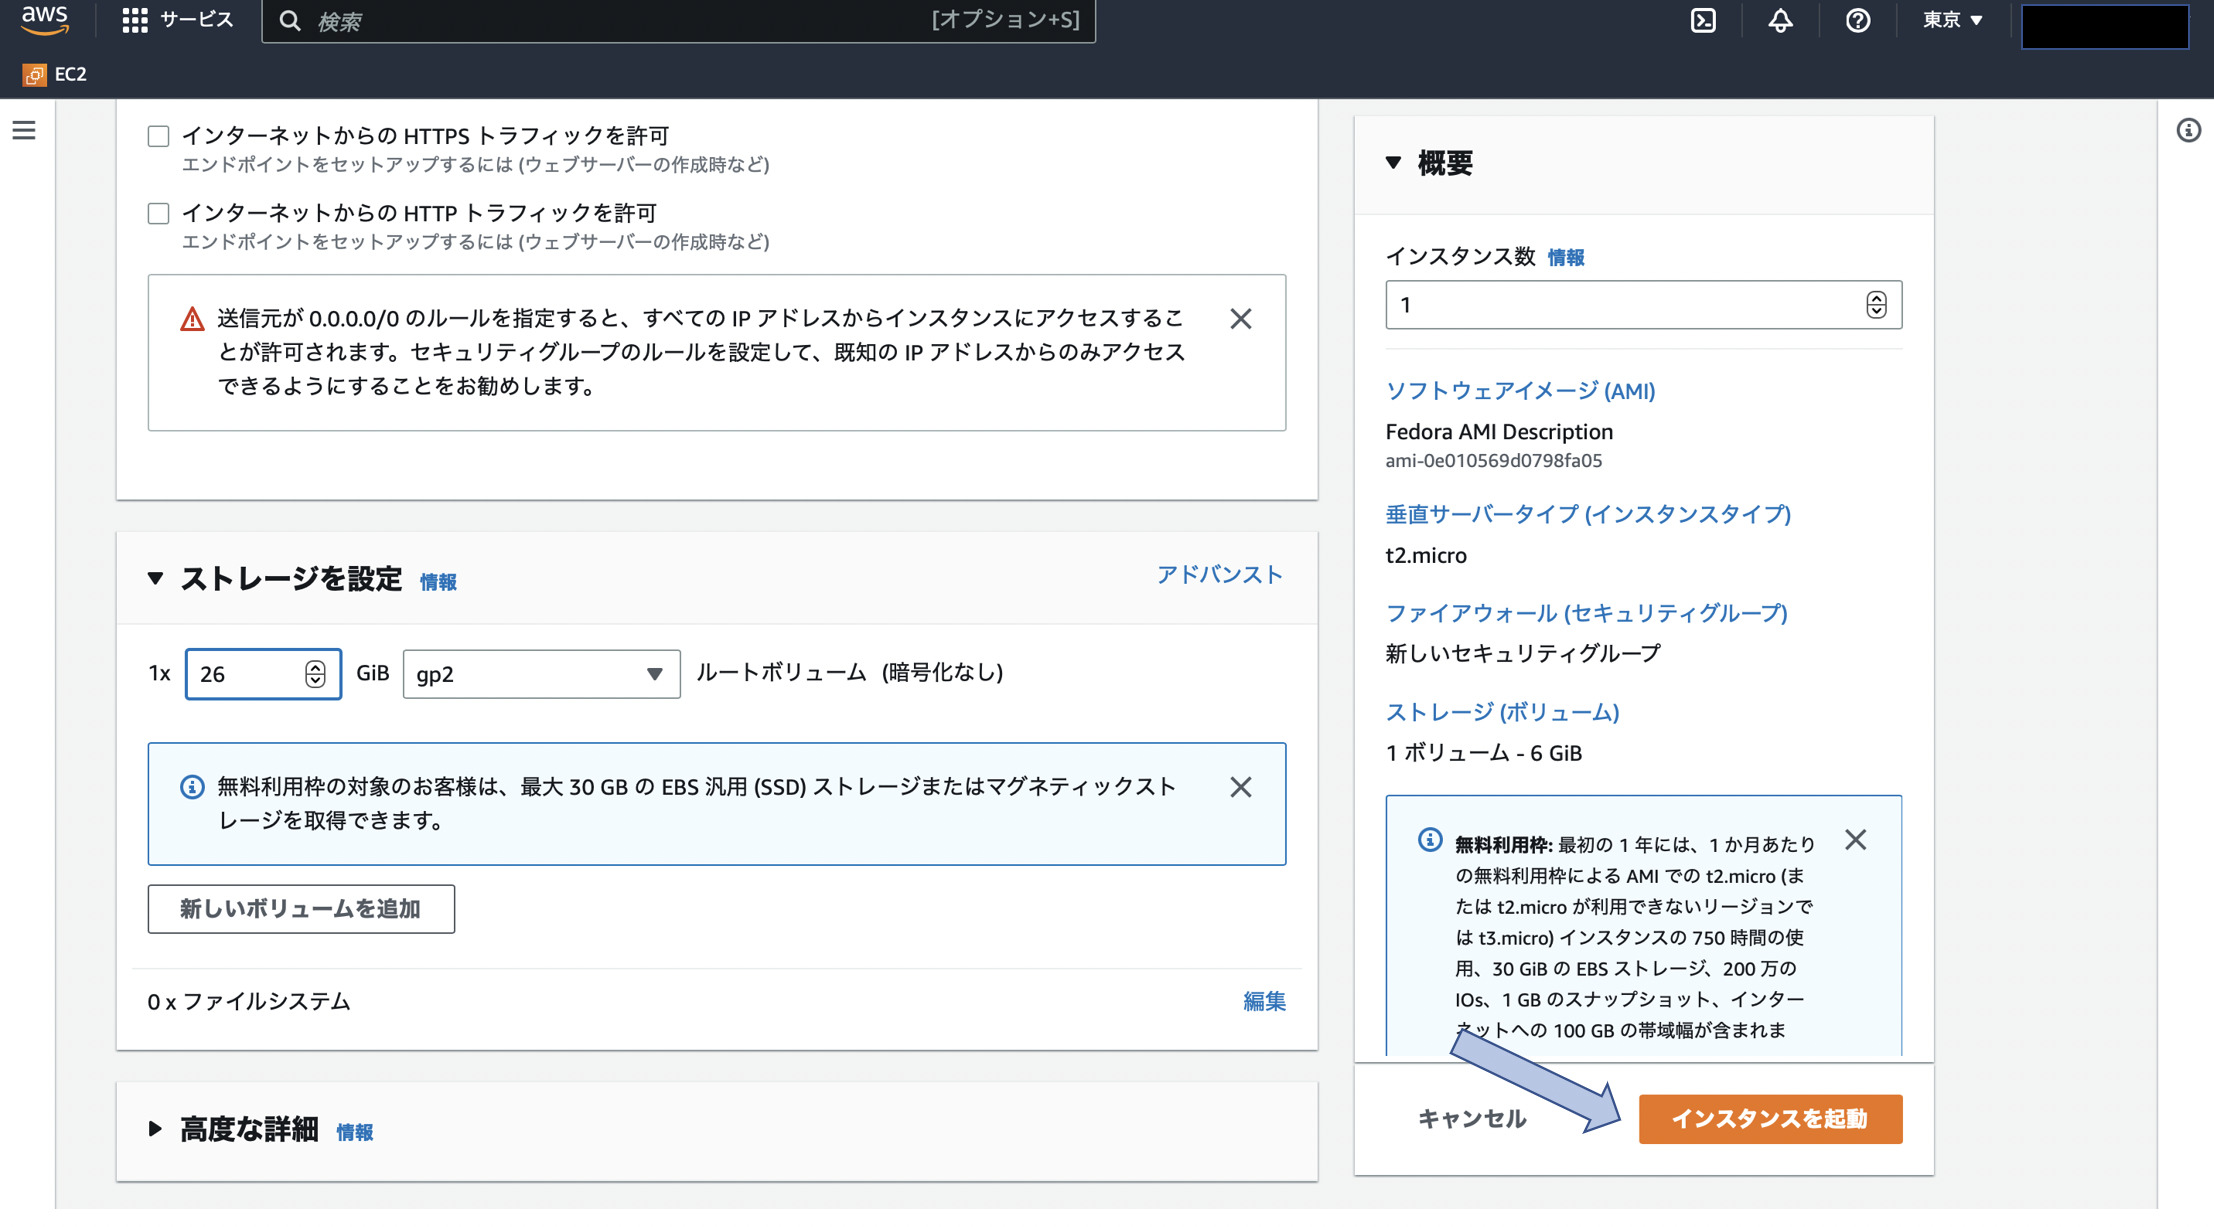 aws
サービス
検索
[オプション+S]
東京
EC2
インターネットからの HTTPS トラフィックを許可
エンドポイントをセットアップするには (ウェブサーバーの作成時など)
インターネットからの HTTP トラフィックを許可
エンドポイントをセットアップするには (ウェブサーバーの作成時など)
送信元が 0.0.0.0/0 のルールを指定すると、すべての IP アドレスからインスタンスにアクセスするこ
とが許可されます。セキュリティグループのルールを設定して、既知の IP アドレスからのみアクセス
できるようにすることをお勧めします。
ストレージを設定 情報
アドバンスト
1x 26 GiB gp2 ルートボリューム (暗号化なし)
無料利用枠の対象のお客様は、最大 30 GB の EBS 汎用 (SSD) ストレージまたはマグネティックスト
レージを取得できます。
新しいボリュームを追加
0 x ファイルシステム
編集
高度な詳細 情報
概要
インスタンス数 情報
1
ソフトウェアイメージ (AMI)
Fedora AMI Description
ami-0e010569d0798fa05
垂直サーバータイプ (インスタンスタイプ)
t2.micro
ファイアウォール (セキュリティグループ)
新しいセキュリティグループ
ストレージ (ボリューム)
1 ボリューム - 6 GiB
無料利用枠: 最初の 1 年には、1 か月あたり
の無料利用枠による AMI での t2.micro (ま
たは t2.micro が利用できないリージョンで
は t3.micro) インスタンスの 750 時間の使
用、30 GiB の EBS ストレージ、200 万の
IOs、1 GB のスナップショット、インター
ネットへの 100 GB の帯域幅が含まれま
キャンセル
インスタンスを起動